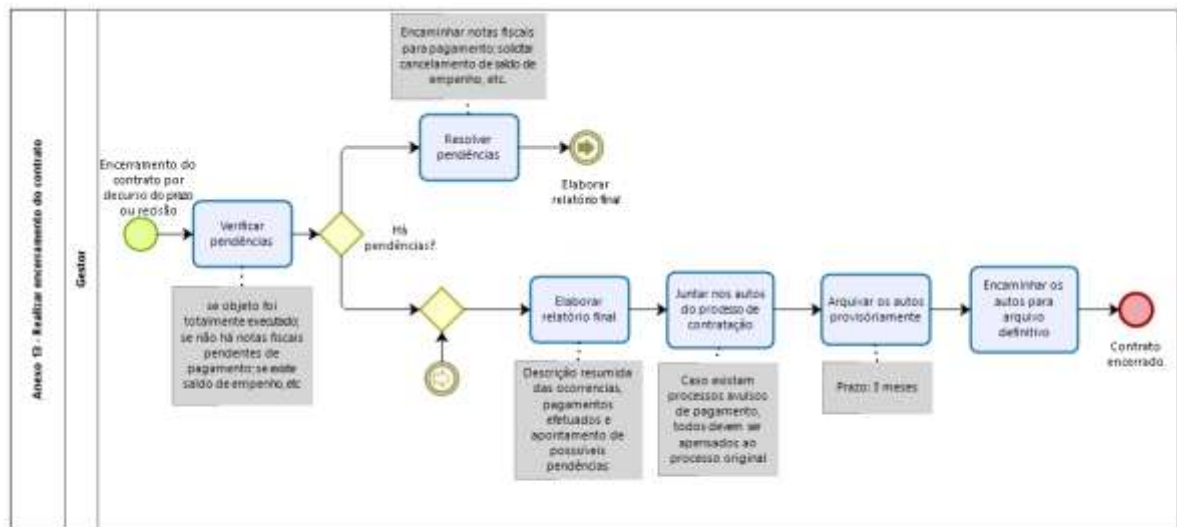 Anexo 13 - Realizar encerramento do contrato
Gestor
Encerramento do
contrato por
decurso do prazo
ou recisão
Verificar
pendências
se objeto foi
totalmente executado;
se não há notas fiscais
pendentes de
pagamento; se existe
saldo de empenho, etc
Há
pendências?
Encaminhar notas fiscais
para pagamento; solicitar
cancelamento de saldo de
empenho, etc.
Resolver
pendências
Elaborar
relatório final
Elaborar
relatório final
Descrição resumida
das ocorrencias,
pagamentos
efetuados e
apontamento de
possíveis
pendências
Juntar nos autos
do processo de
contratação
Caso existam
processos avulsos
de pagamento,
todos devem ser
apensados ao
processo original
Arquivar os autos
provisóriamente
Prazo: 3 meses
Encaminhar os
autos para
arquivo
definitivo
Contrato
encerrado.